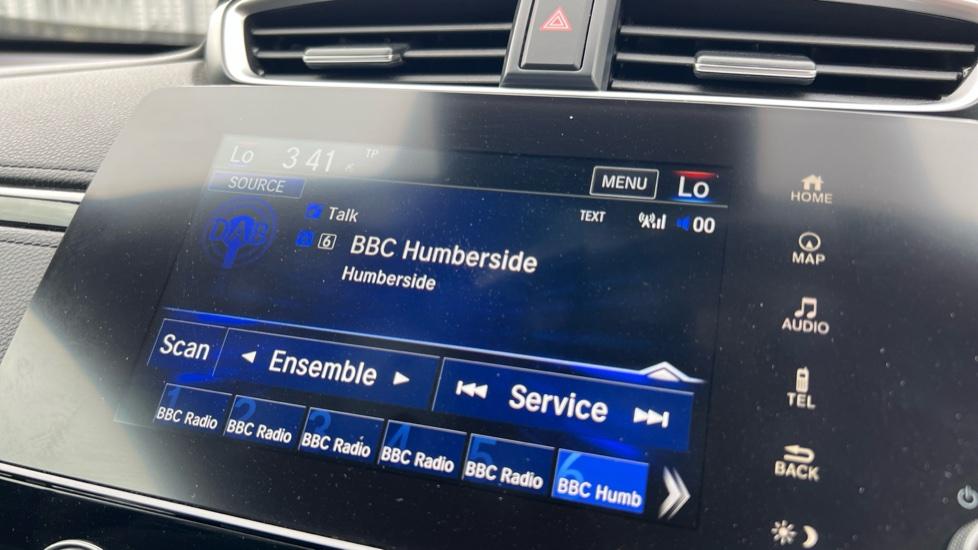 Lo 3 41 TP
SOURCE
MENU Lo
DAB Talk TEXT 00
6 BBC Humberside
Humberside
Scan ◄ Ensemble ► Service
1 BBC Radio 2 BBC Radio 3 BBC Radio 4 BBC Radio 5 BBC Radio 6 BBC Humb
HOME
MAP
AUDIO
TEL
BACK